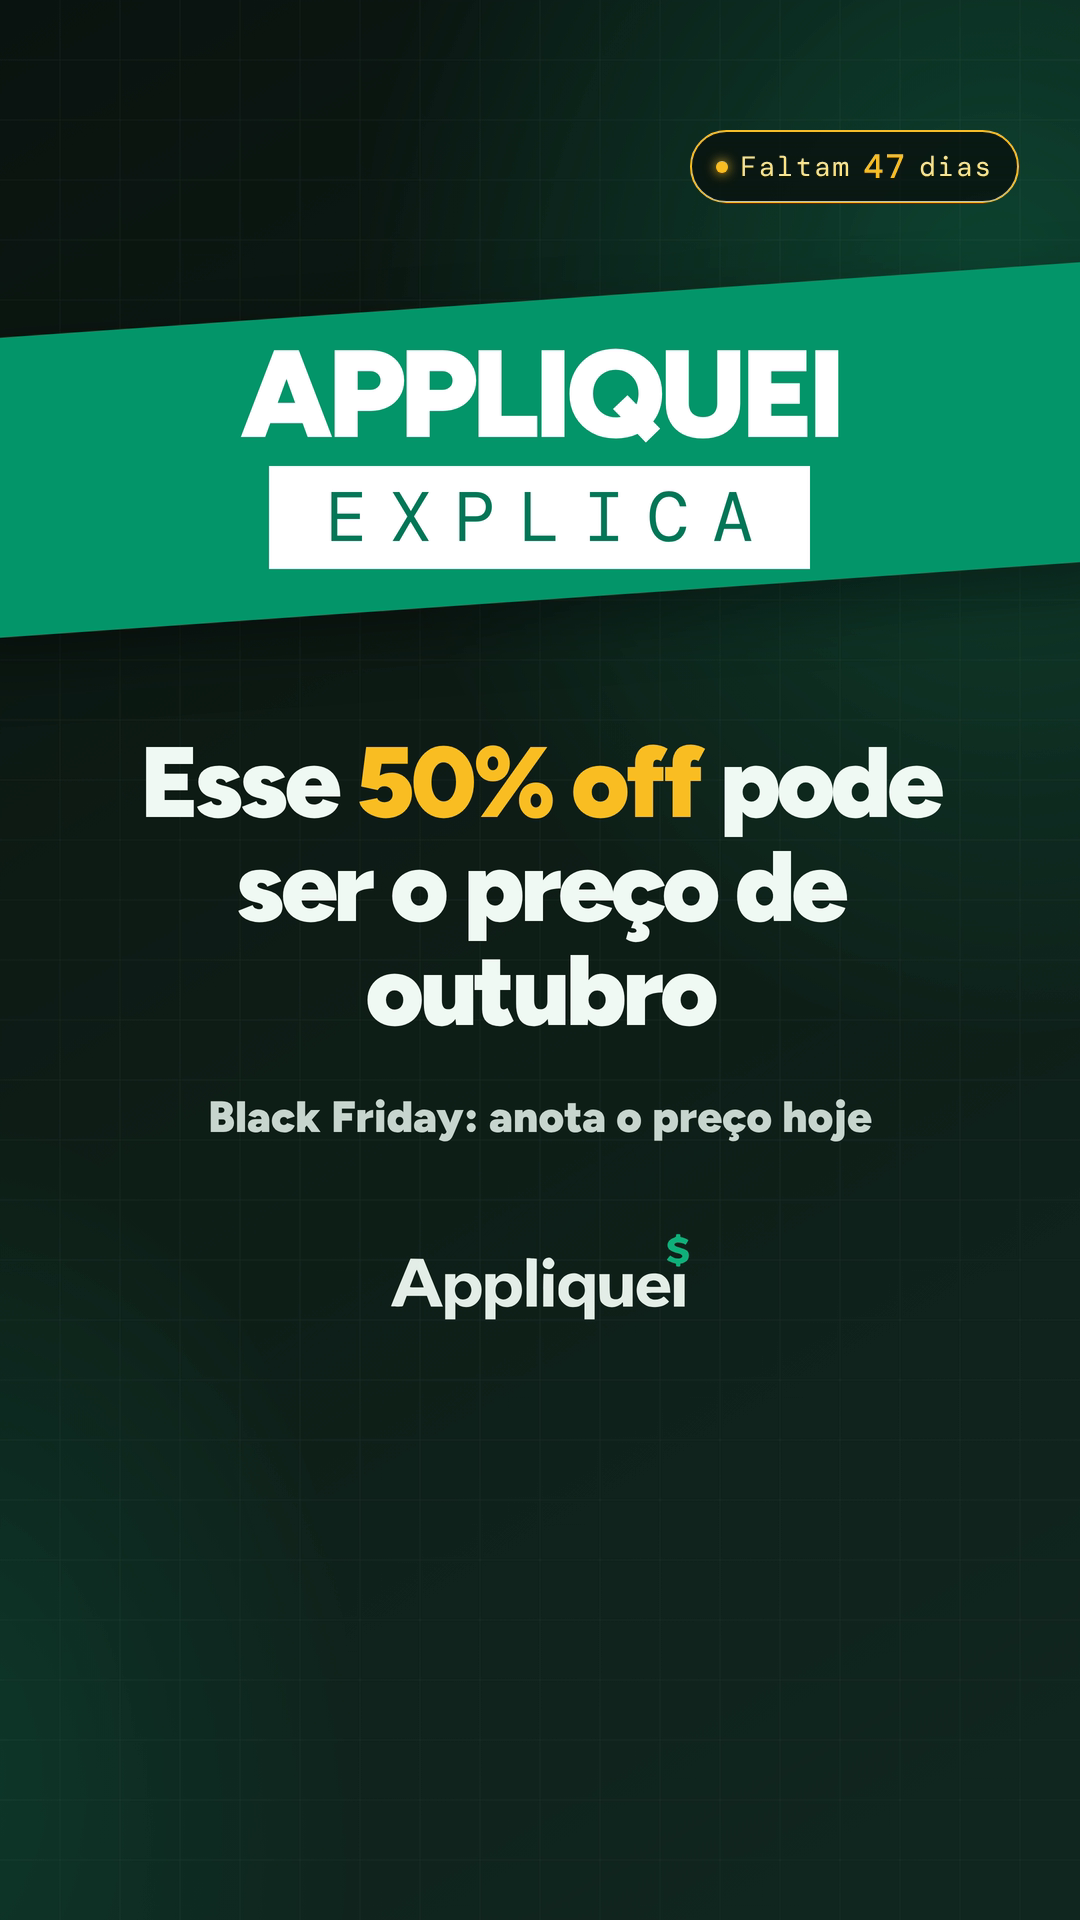 Faltam 47 dias
APPLIQUEI
EXPLICA
Esse 50% off pode
ser o preço de
outubro
Black Friday: anota o preço hoje
Appliquei
$